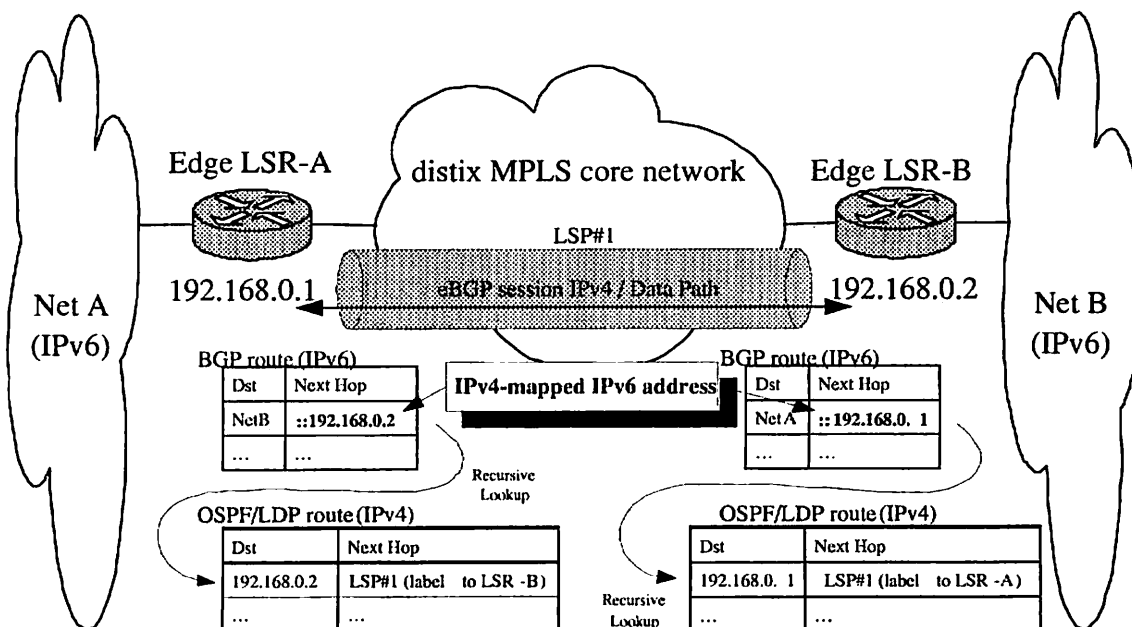 Edge LSR-A
distix MPLS core network
Edge LSR-B
LSP#1
192.168.0.1
eBGP session IPv4 / Data Path
192.168.0.2
Net A
(IPv6)
Net B
(IPv6)
BGP route (IPv6)
Dst Next Hop
NetB ::192.168.0.2
... ...
IPv4-mapped IPv6 address
BGP route (IPv6)
Dst Next Hop
NetA ::192.168.0. 1
... ...
Recursive
Lookup
OSPF/LDP route (IPv4)
Dst Next Hop
192.168.0.2 LSP#1 (label to LSR -B)
... ...
Recursive
Lookup
OSPF/LDP route (IPv4)
Dst Next Hop
192.168.0. 1 LSP#1 (label to LSR -A)
... ...